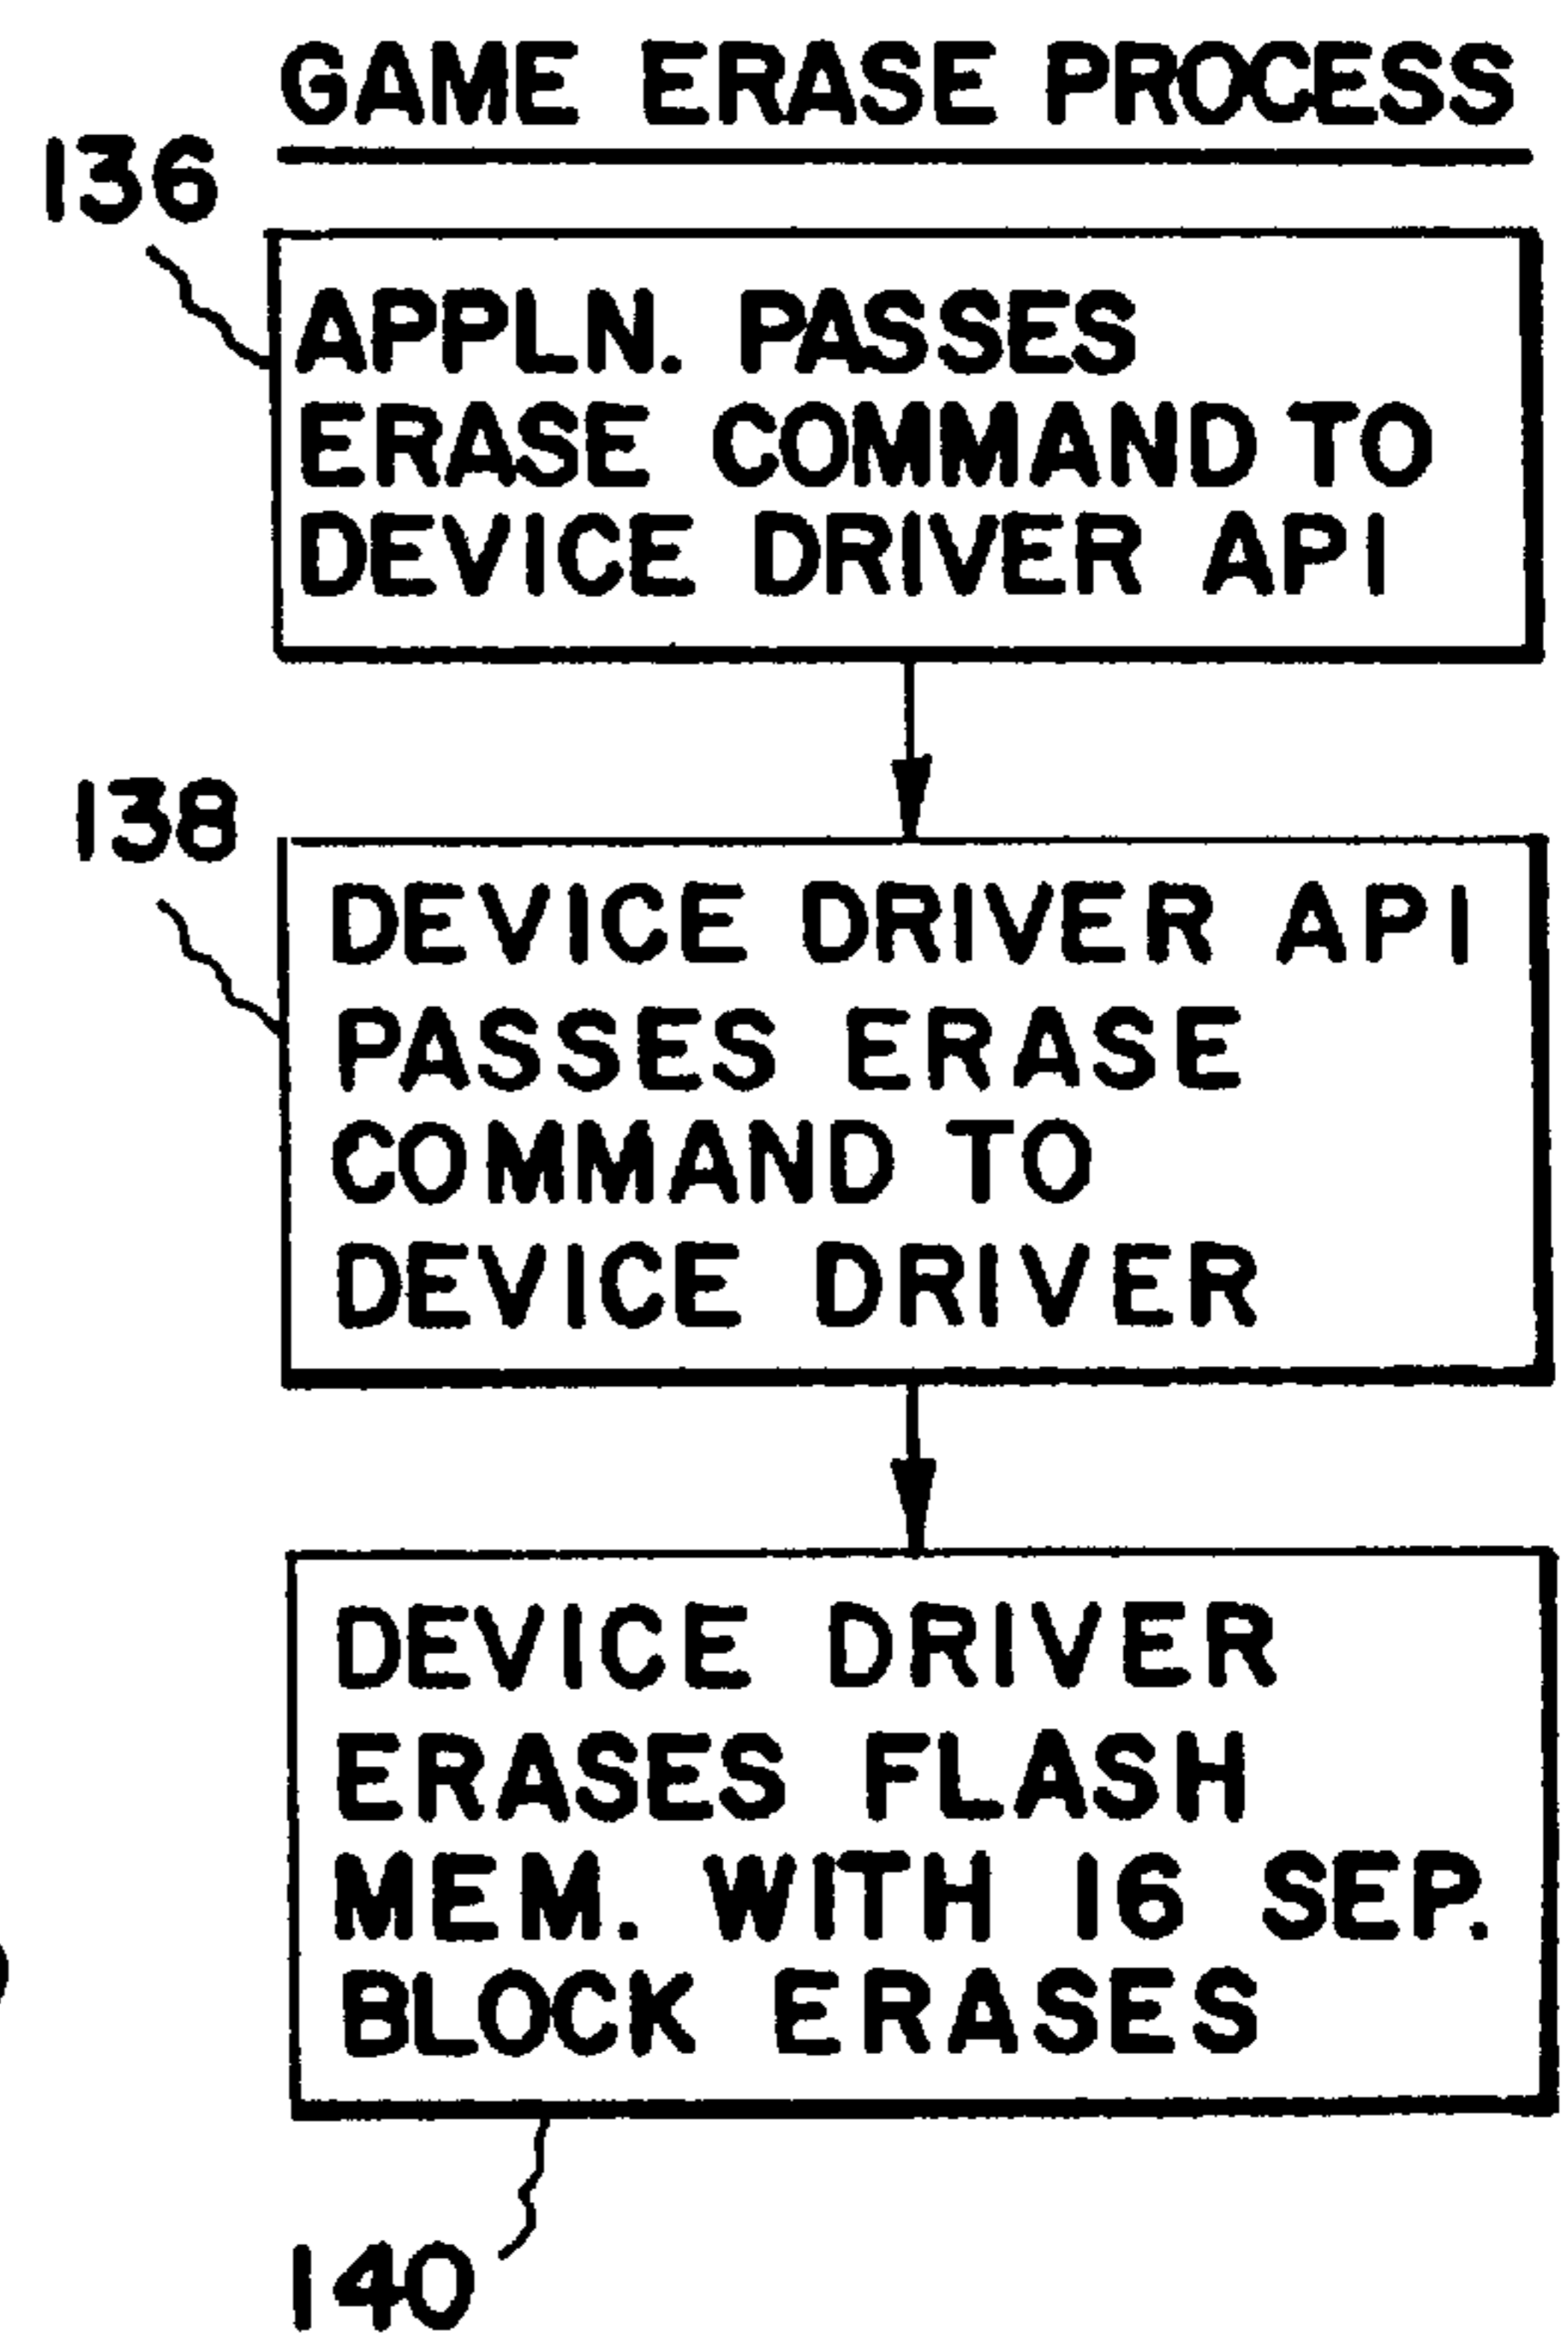 GAME ERASE PROCESS
136
APPLN. PASSES
ERASE COMMAND TO
DEVICE DRIVER API
138
DEVICE DRIVER API
PASSES ERASE
COMMAND TO
DEVICE DRIVER
DEVICE DRIVER
ERASES FLASH
MEM. WITH 16 SEP.
BLOCK ERASES
140